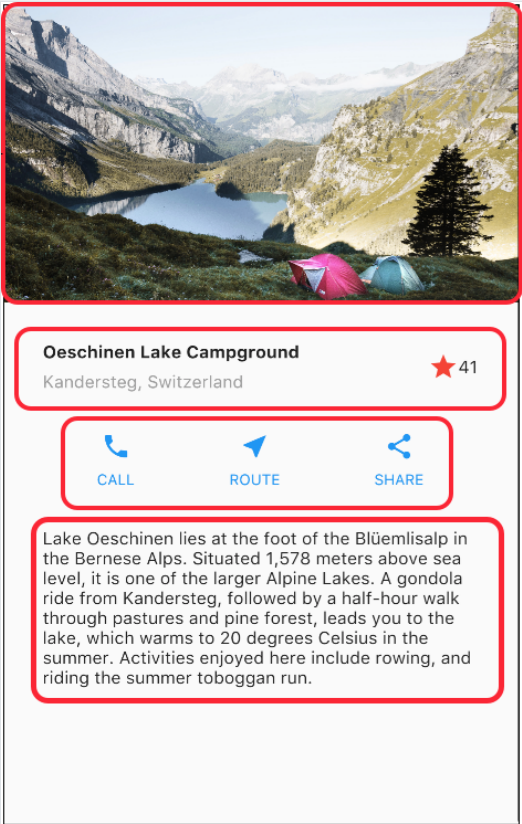 Oeschinen Lake Campground
Kandersteg, Switzerland
41
CALL ROUTE SHARE
Lake Oeschinen lies at the foot of the Blüemlisalp in
the Bernese Alps. Situated 1,578 meters above sea
level, it is one of the larger Alpine Lakes. A gondola
ride from Kandersteg, followed by a half-hour walk
through pastures and pine forest, leads you to the
lake, which warms to 20 degrees Celsius in the
summer. Activities enjoyed here include rowing, and
riding the summer toboggan run.